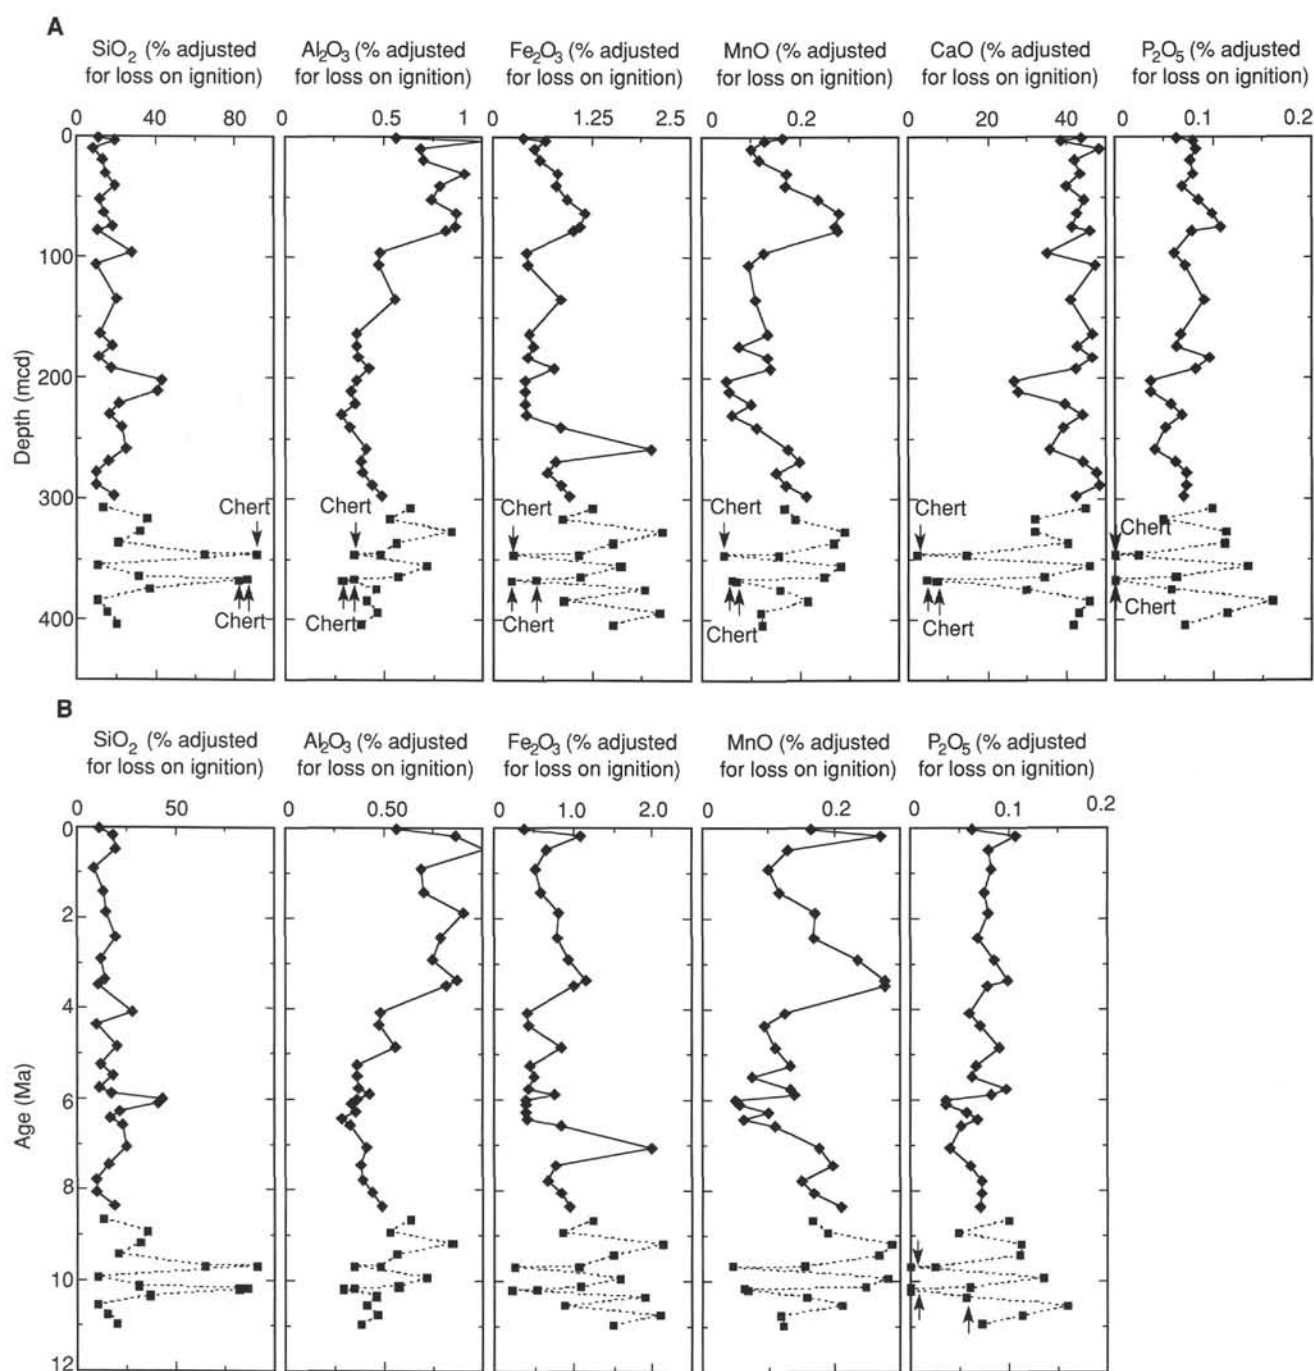 A
SiO2 (% adjusted for loss on ignition)
Al2O3 (% adjusted for loss on ignition)
Fe2O3 (% adjusted for loss on ignition)
MnO (% adjusted for loss on ignition)
CaO (% adjusted for loss on ignition)
P2O5 (% adjusted for loss on ignition)
0 40 80
0 0.5 1
0 1.25 2.5
0 0.2
0 20 40
0 0.1 0.2
Depth (mcd)
0
100
200
300
400
Chert Chert Chert Chert Chert Chert
Chert Chert Chert Chert Chert Chert
B
SiO2 (% adjusted for loss on ignition)
Al2O3 (% adjusted for loss on ignition)
Fe2O3 (% adjusted for loss on ignition)
MnO (% adjusted for loss on ignition)
P2O5 (% adjusted for loss on ignition)
0 50
0 0.50
0 1.0 2.0
0 0.2
0 0.1 0.2
Age (Ma)
0
2
4
6
8
10
12